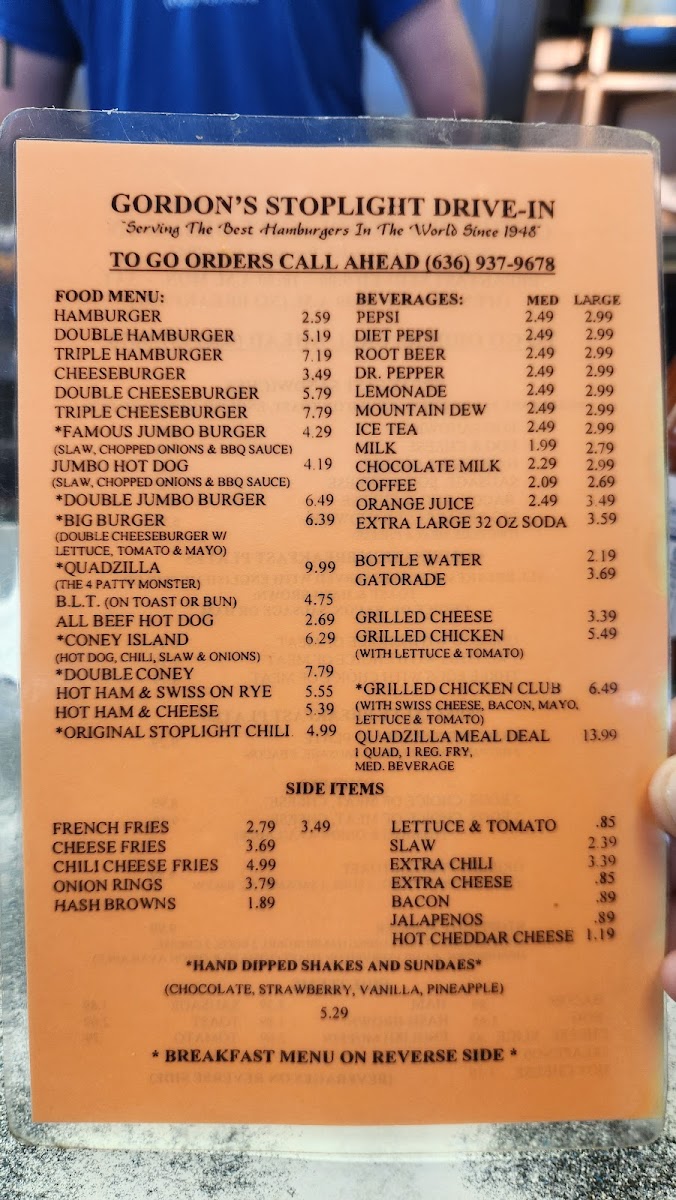 GORDON'S STOPLIGHT DRIVE-IN
"Serving The Best Hamburgers In The World Since 1948"
TO GO ORDERS CALL AHEAD (636) 937-9678
FOOD MENU:
HAMBURGER 2.59
DOUBLE HAMBURGER 5.19
TRIPLE HAMBURGER 7.19
CHEESEBURGER 3.49
DOUBLE CHEESEBURGER 5.79
TRIPLE CHEESEBURGER 7.79
*FAMOUS JUMBO BURGER 4.29
(SLAW, CHOPPED ONIONS & BBQ SAUCE)
JUMBO HOT DOG 4.19
(SLAW, CHOPPED ONIONS & BBQ SAUCE)
*DOUBLE JUMBO BURGER 6.49
*BIG BURGER 6.39
(DOUBLE CHEESEBURGER W/
LETTUCE, TOMATO & MAYO)
*QUADZILLA 9.99
(THE 4 PATTY MONSTER)
B.L.T. (ON TOAST OR BUN) 4.75
ALL BEEF HOT DOG 2.69
*CONEY ISLAND 6.29
(HOT DOG, CHILI, SLAW & ONIONS)
*DOUBLE CONEY 7.79
HOT HAM & SWISS ON RYE 5.55
HOT HAM & CHEESE 5.39
*ORIGINAL STOPLIGHT CHILI 4.99
BEVERAGES: MED LARGE
PEPSI 2.49 2.99
DIET PEPSI 2.49 2.99
ROOT BEER 2.49 2.99
DR. PEPPER 2.49 2.99
LEMONADE 2.49 2.99
MOUNTAIN DEW 2.49 2.99
ICE TEA 2.49 2.99
MILK 1.99 2.79
CHOCOLATE MILK 2.29 2.99
COFFEE 2.09 2.69
ORANGE JUICE 2.49 3.49
EXTRA LARGE 32 OZ SODA 3.59
BOTTLE WATER 2.19
GATORADE 3.69
GRILLED CHEESE 3.39
GRILLED CHICKEN 5.49
(WITH LETTUCE & TOMATO)
*GRILLED CHICKEN CLUB 6.49
(WITH SWISS CHEESE, BACON, MAYO,
LETTUCE & TOMATO)
QUADZILLA MEAL DEAL 13.99
1 QUAD, 1 REG. FRY,
MED. BEVERAGE
SIDE ITEMS
FRENCH FRIES 2.79 3.49
CHEESE FRIES 3.69
CHILI CHEESE FRIES 4.99
ONION RINGS 3.79
HASH BROWNS 1.89
LETTUCE & TOMATO .85
SLAW 2.39
EXTRA CHILI 3.39
EXTRA CHEESE .85
BACON .89
JALAPENOS .89
HOT CHEDDAR CHEESE 1.19
*HAND DIPPED SHAKES AND SUNDAES*
(CHOCOLATE, STRAWBERRY, VANILLA, PINEAPPLE)
5.29
* BREAKFAST MENU ON REVERSE SIDE *